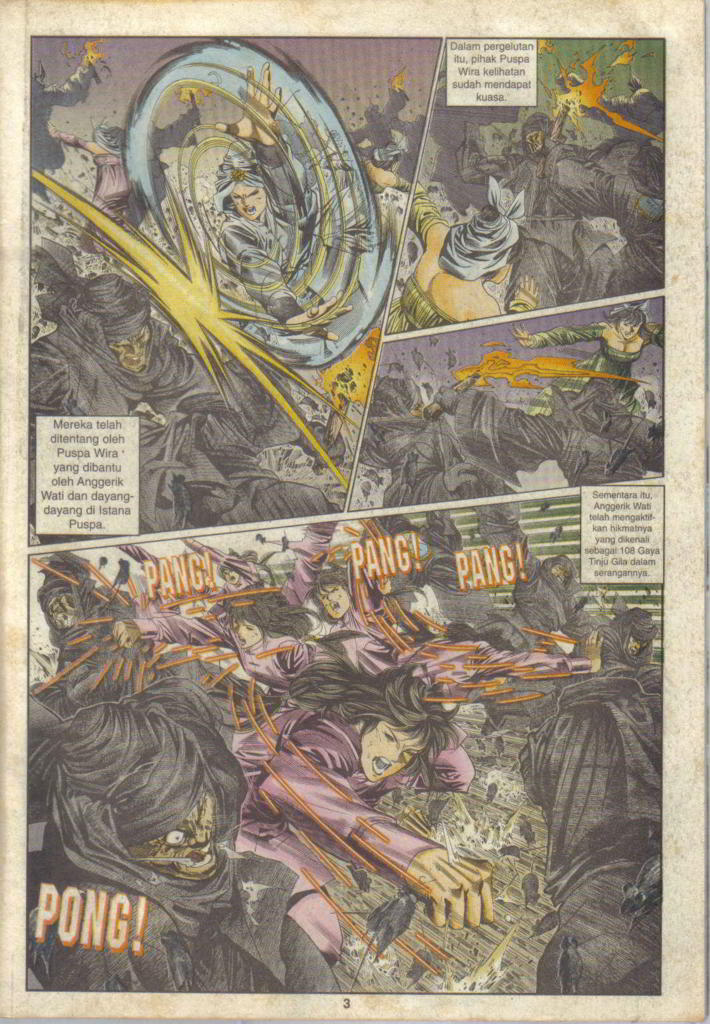 Mereka telah
ditentang oleh
Puspa Wira
yang dibantu
oleh Anggerik
Wati dan dayang-
dayang di Istana
Puspa.
Dalam pergelutan
itu, pihak Puspa
Wira kelihatan
sudah mendapat
kuasa.
Sementara itu,
Anggerik Wati
telah mengaktif-
kan hikmatnya
yang dikenali
sebagai 108 Gaya
Tinju Gila dalam
serangannya.
PANG!
PANG!
PANG!
PONG!
3